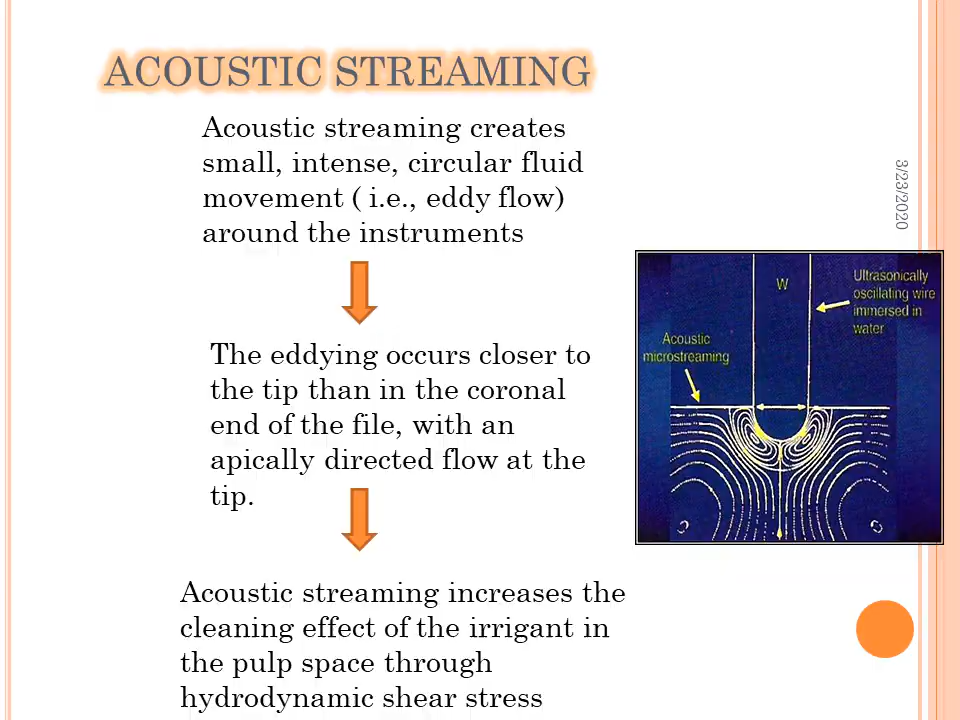 ACOUSTIC STREAMING
Acoustic streaming creates
small, intense, circular fluid
movement ( i.e., eddy flow)
around the instruments
The eddying occurs closer to
the tip than in the coronal
end of the file, with an
apically directed flow at the
tip.
Acoustic streaming increases the
cleaning effect of the irrigant in
the pulp space through
hydrodynamic shear stress
3/23/2020
W
Ultrasonically
oscillating wire
immersed in
water
Acoustic
microstreaming